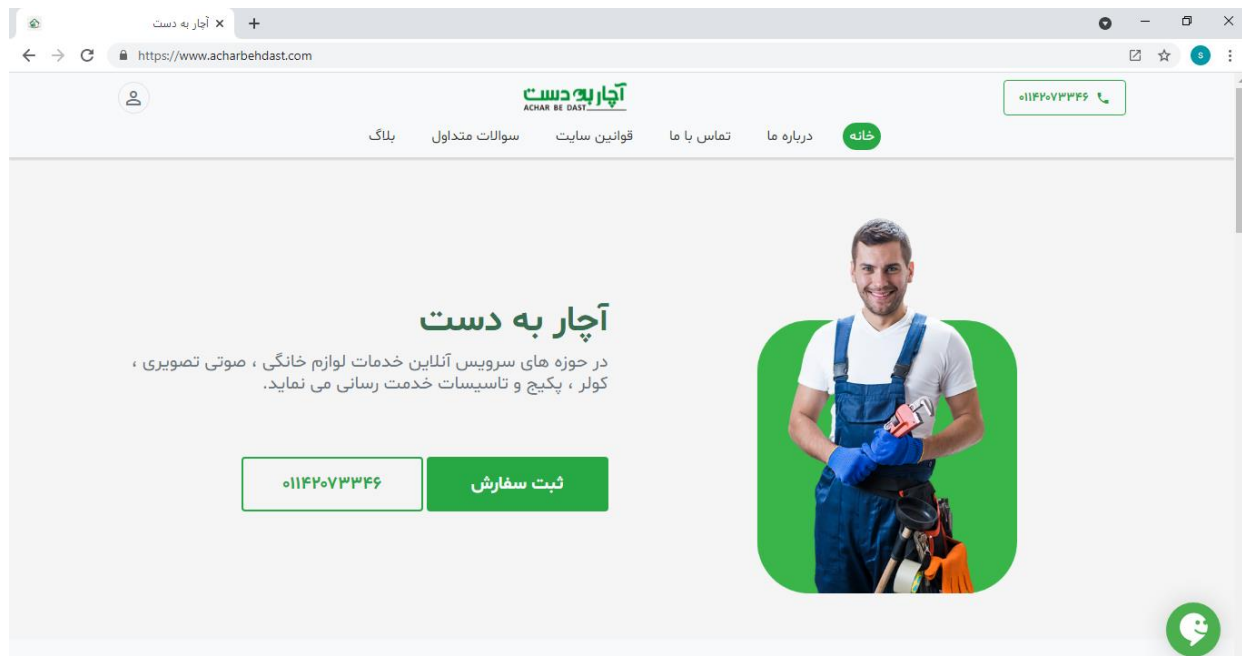 آچار به دست
https://www.acharbehdast.com
s
۰۱۱۴۲۰۷۳۳۴۶
آچار به دست
ACHAR BE DAST
خانه درباره ما تماس با ما قوانین سایت سوالات متداول بلاگ
آچار به دست
در حوزه های سرویس آنلاین خدمات لوازم خانگی ، صوتی تصویری ،
کولر ، پکیج و تاسیسات خدمت رسانی می نماید.
ثبت سفارش ۰۱۱۴۲۰۷۳۳۴۶